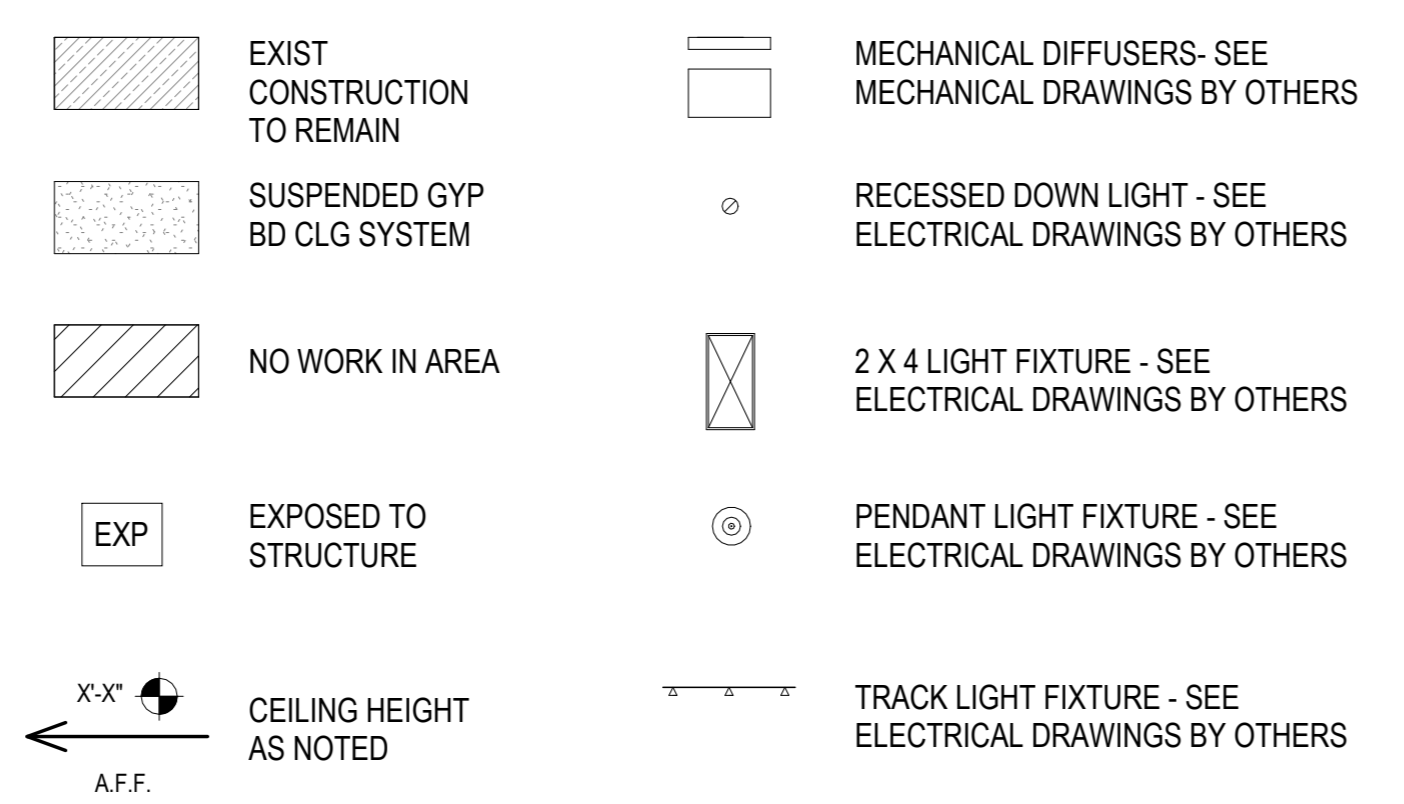 EXIST
CONSTRUCTION
TO REMAIN
SUSPENDED GYP
BD CLG SYSTEM
NO WORK IN AREA
EXP
EXPOSED TO
STRUCTURE
X'-X"
A.F.F.
CEILING HEIGHT
AS NOTED
MECHANICAL DIFFUSERS- SEE
MECHANICAL DRAWINGS BY OTHERS
RECESSED DOWN LIGHT - SEE
ELECTRICAL DRAWINGS BY OTHERS
2 X 4 LIGHT FIXTURE - SEE
ELECTRICAL DRAWINGS BY OTHERS
PENDANT LIGHT FIXTURE - SEE
ELECTRICAL DRAWINGS BY OTHERS
TRACK LIGHT FIXTURE - SEE
ELECTRICAL DRAWINGS BY OTHERS